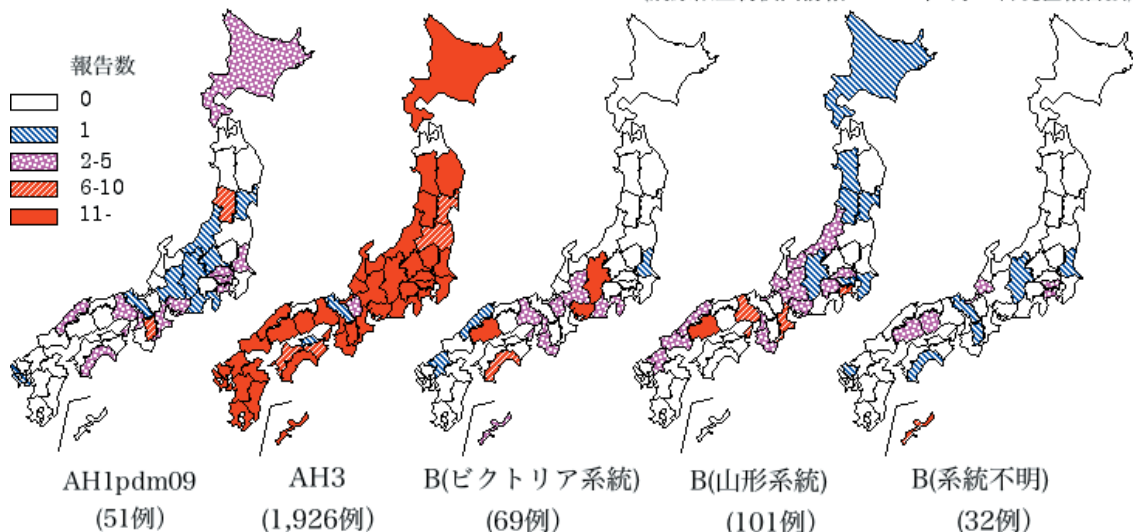 報告数
0
1
2-5
6-10
11-
AH1pdm09
(51例)
AH3
(1,926例)
B(ビクトリア系統)
(69例)
B(山形系統)
(101例)
B(系統不明)
(32例)